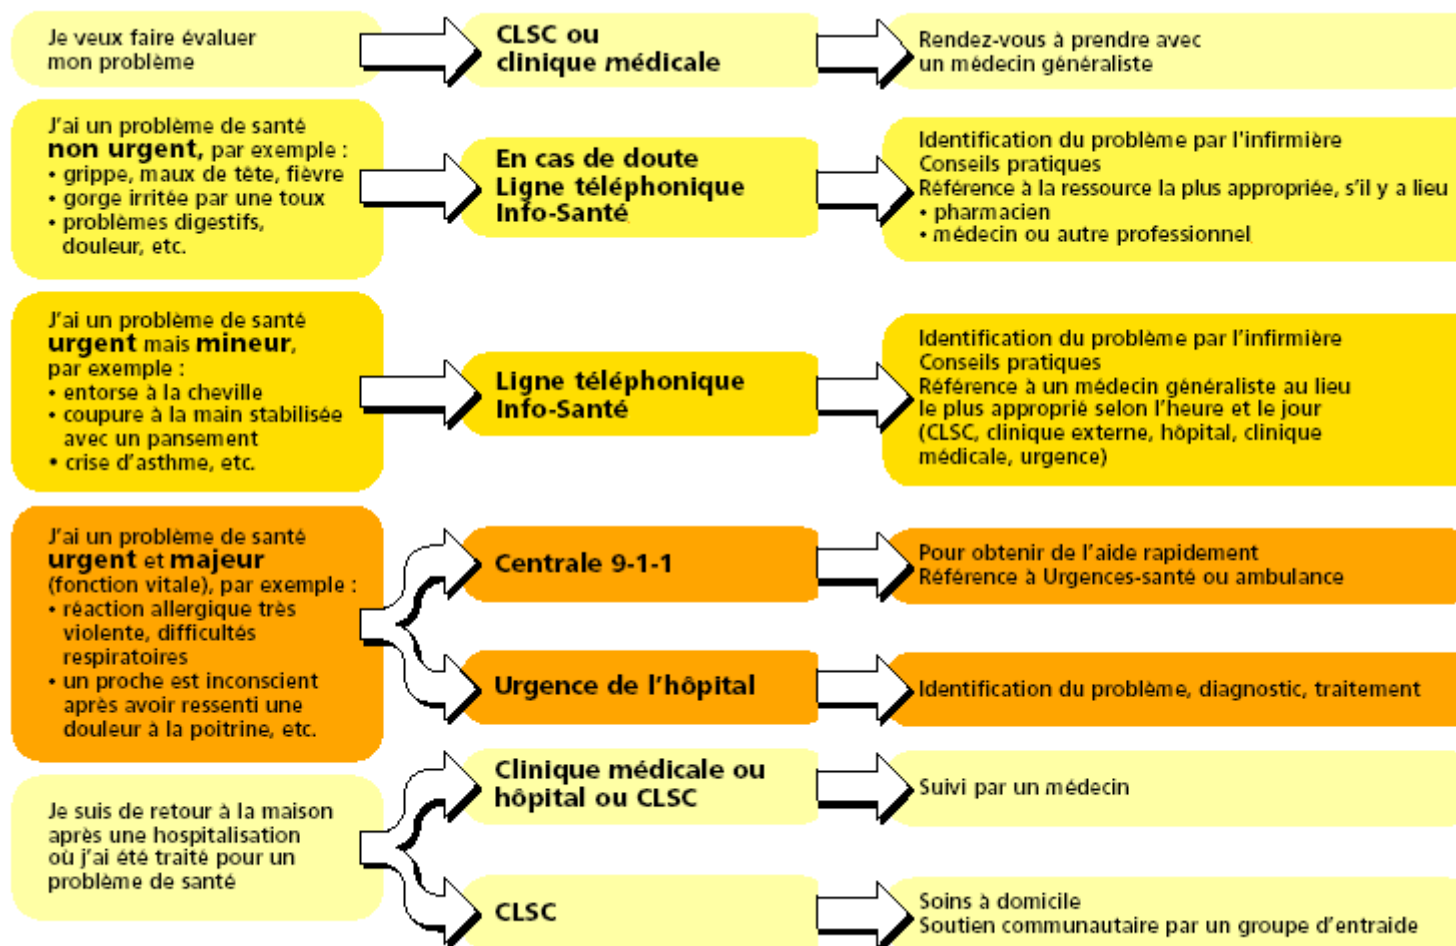 Je veux faire évaluer
mon problème
CLSC ou
clinique médicale
Rendez-vous à prendre avec
un médecin généraliste
J'ai un problème de santé
non urgent, par exemple :
• grippe, maux de tête, fièvre
• gorge irritée par une toux
• problèmes digestifs,
douleur, etc.
En cas de doute
Ligne téléphonique
Info-Santé
Identification du problème par l'infirmière
Conseils pratiques
Référence à la ressource la plus appropriée, s'il y a lieu
• pharmacien
• médecin ou autre professionnel
J'ai un problème de santé
urgent mais mineur,
par exemple :
• entorse à la cheville
• coupure à la main stabilisée
avec un pansement
• crise d'asthme, etc.
Ligne téléphonique
Info-Santé
Identification du problème par l'infirmière
Conseils pratiques
Référence à un médecin généraliste au lieu
le plus approprié selon l'heure et le jour
(CLSC, clinique externe, hôpital, clinique
médicale, urgence)
J'ai un problème de santé
urgent et majeur
(fonction vitale), par exemple :
• réaction allergique très
violente, difficultés
respiratoires
• un proche est inconscient
après avoir ressenti une
douleur à la poitrine, etc.
Centrale 9-1-1
Pour obtenir de l'aide rapidement
Référence à Urgences-santé ou ambulance
Urgence de l'hôpital
Identification du problème, diagnostic, traitement
Je suis de retour à la maison
après une hospitalisation
où j'ai été traité pour un
problème de santé
Clinique médicale ou
hôpital ou CLSC
Suivi par un médecin
CLSC
Soins à domicile
Soutien communautaire par un groupe d'entraide